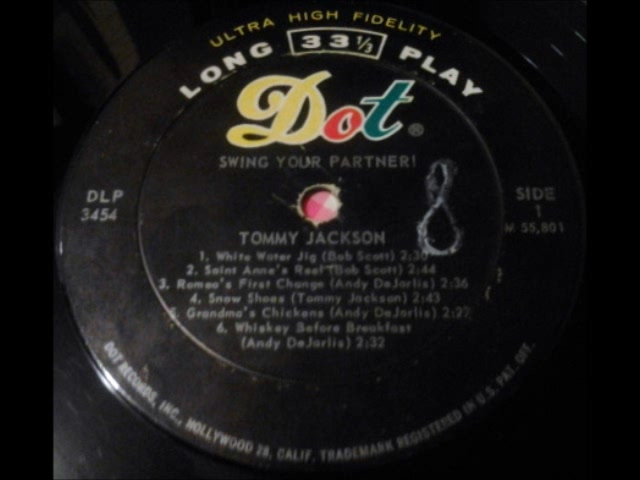 ULTRA HIGH FIDELITY
LONG 33⅓ PLAY
Dot®
SWING YOUR PARTNER!
8
DLP
3454
SIDE
1
M 55,801
TOMMY JACKSON
1. White Water Jig (Bob Scott) 2:30
2. Saint Anne's Reel (Bob Scott) 2:44
3. Romeo's First Change (Andy DeJarlis) 2:36
4. Snow Shoes (Tommy Jackson) 2:43
5. Grandma's Chickens (Andy DeJarlis) 2:27
6. Whiskey Before Breakfast
(Andy DeJarlis) 2:32
DOT RECORDS, INC., HOLLYWOOD 28, CALIF. TRADEMARK REGISTERED IN U.S. PAT. OFF.